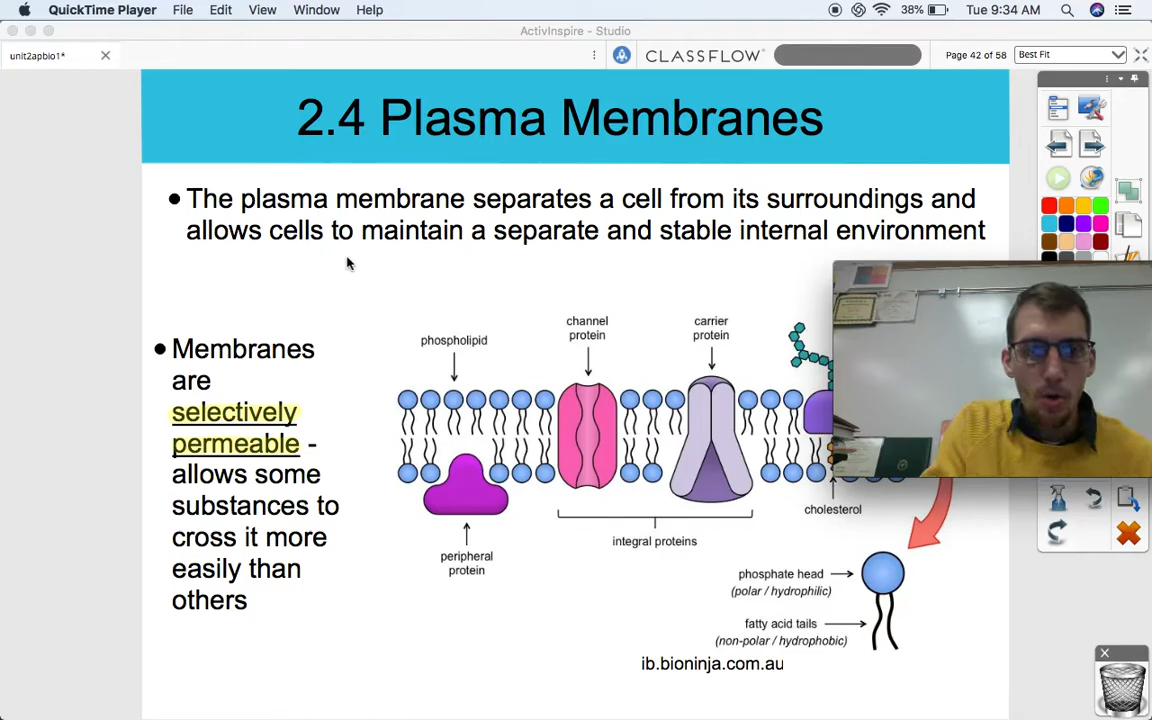 QuickTime Player File Edit View Window Help 38% Tue 9:34 AM
ActivInspire - Studio
unit2apbio1* CLASSFLOW Page 42 of 58 Best Fit
2.4 Plasma Membranes
• The plasma membrane separates a cell from its surroundings and
allows cells to maintain a separate and stable internal environment
• Membranes
are
selectively
permeable -
allows some
substances to
cross it more
easily than
others
phospholipid
channel
protein
carrier
protein
peripheral
protein
integral proteins
cholesterol
phosphate head
(polar / hydrophilic)
fatty acid tails
(non-polar / hydrophobic)
ib.bioninja.com.au